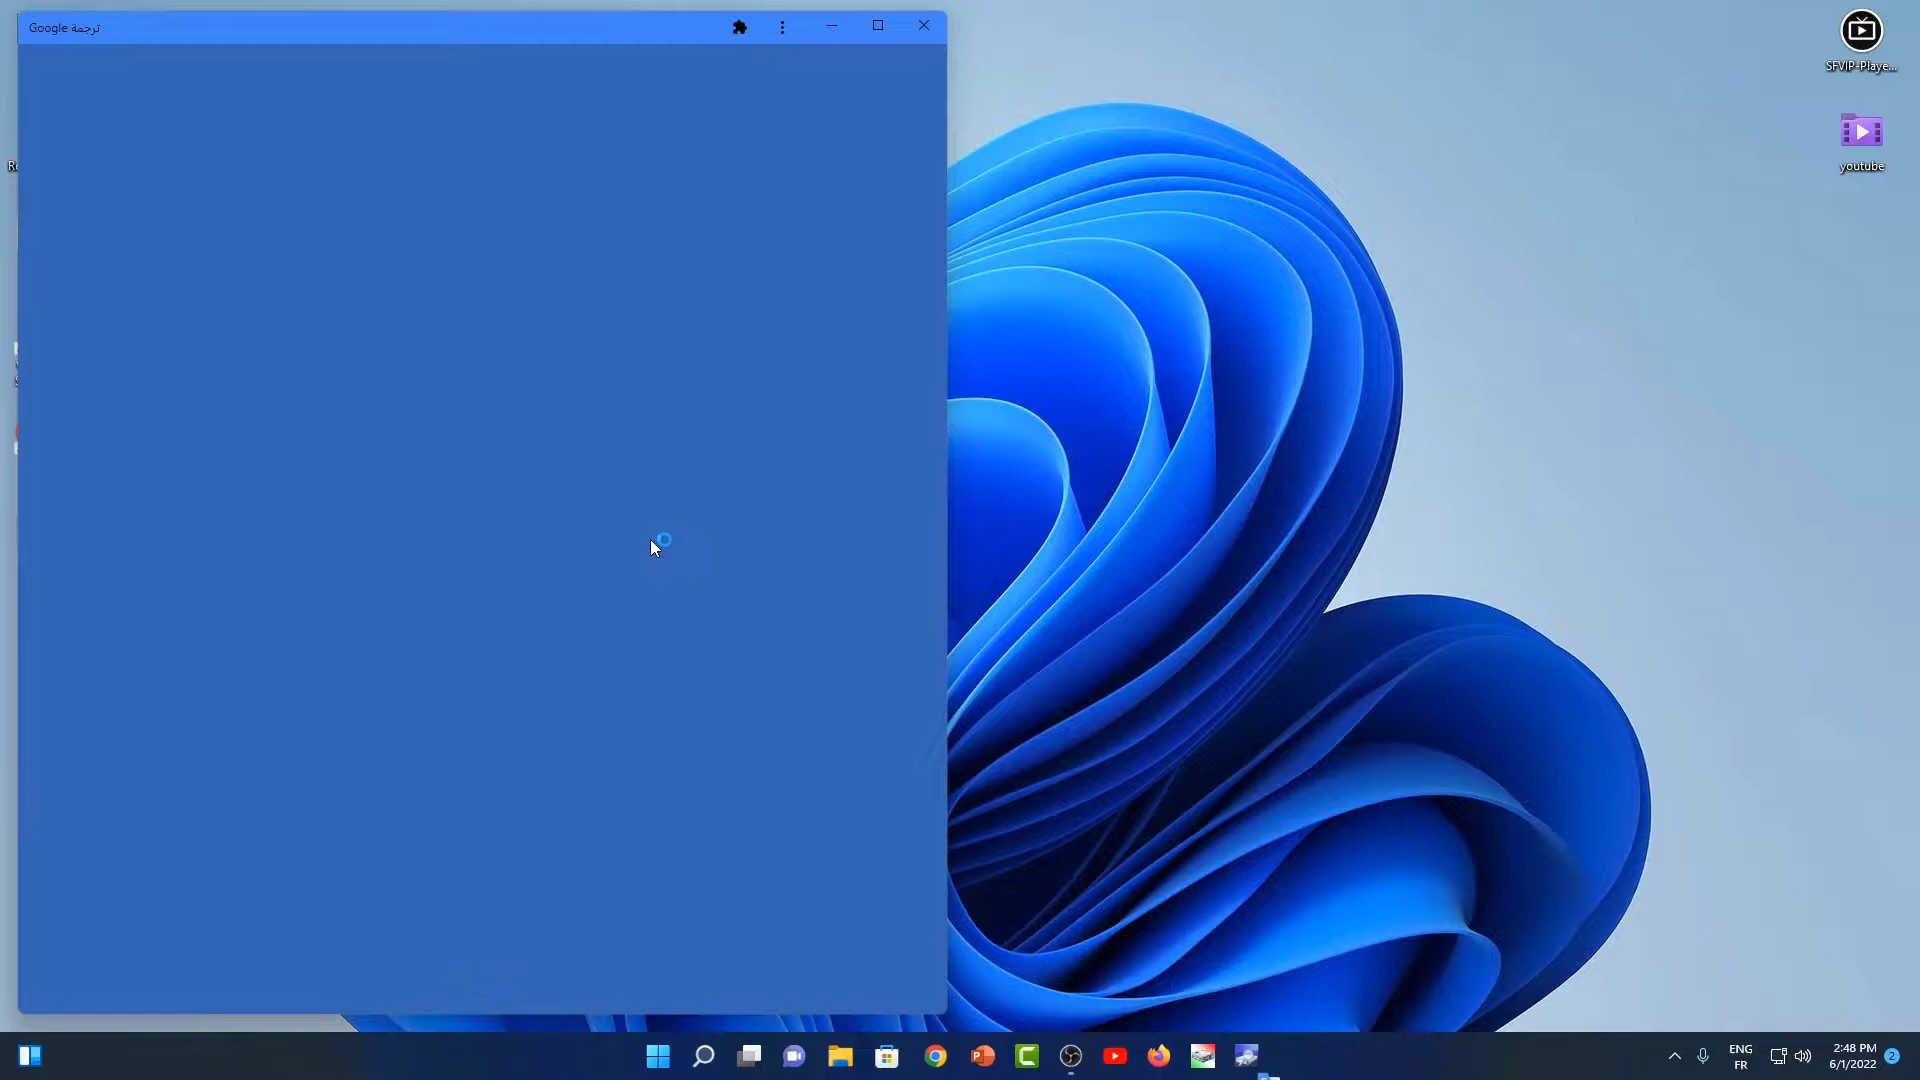 ترجمة Google
SFVIP-Playe...
youtube
ENG
FR
2:48 PM
6/1/2022
2